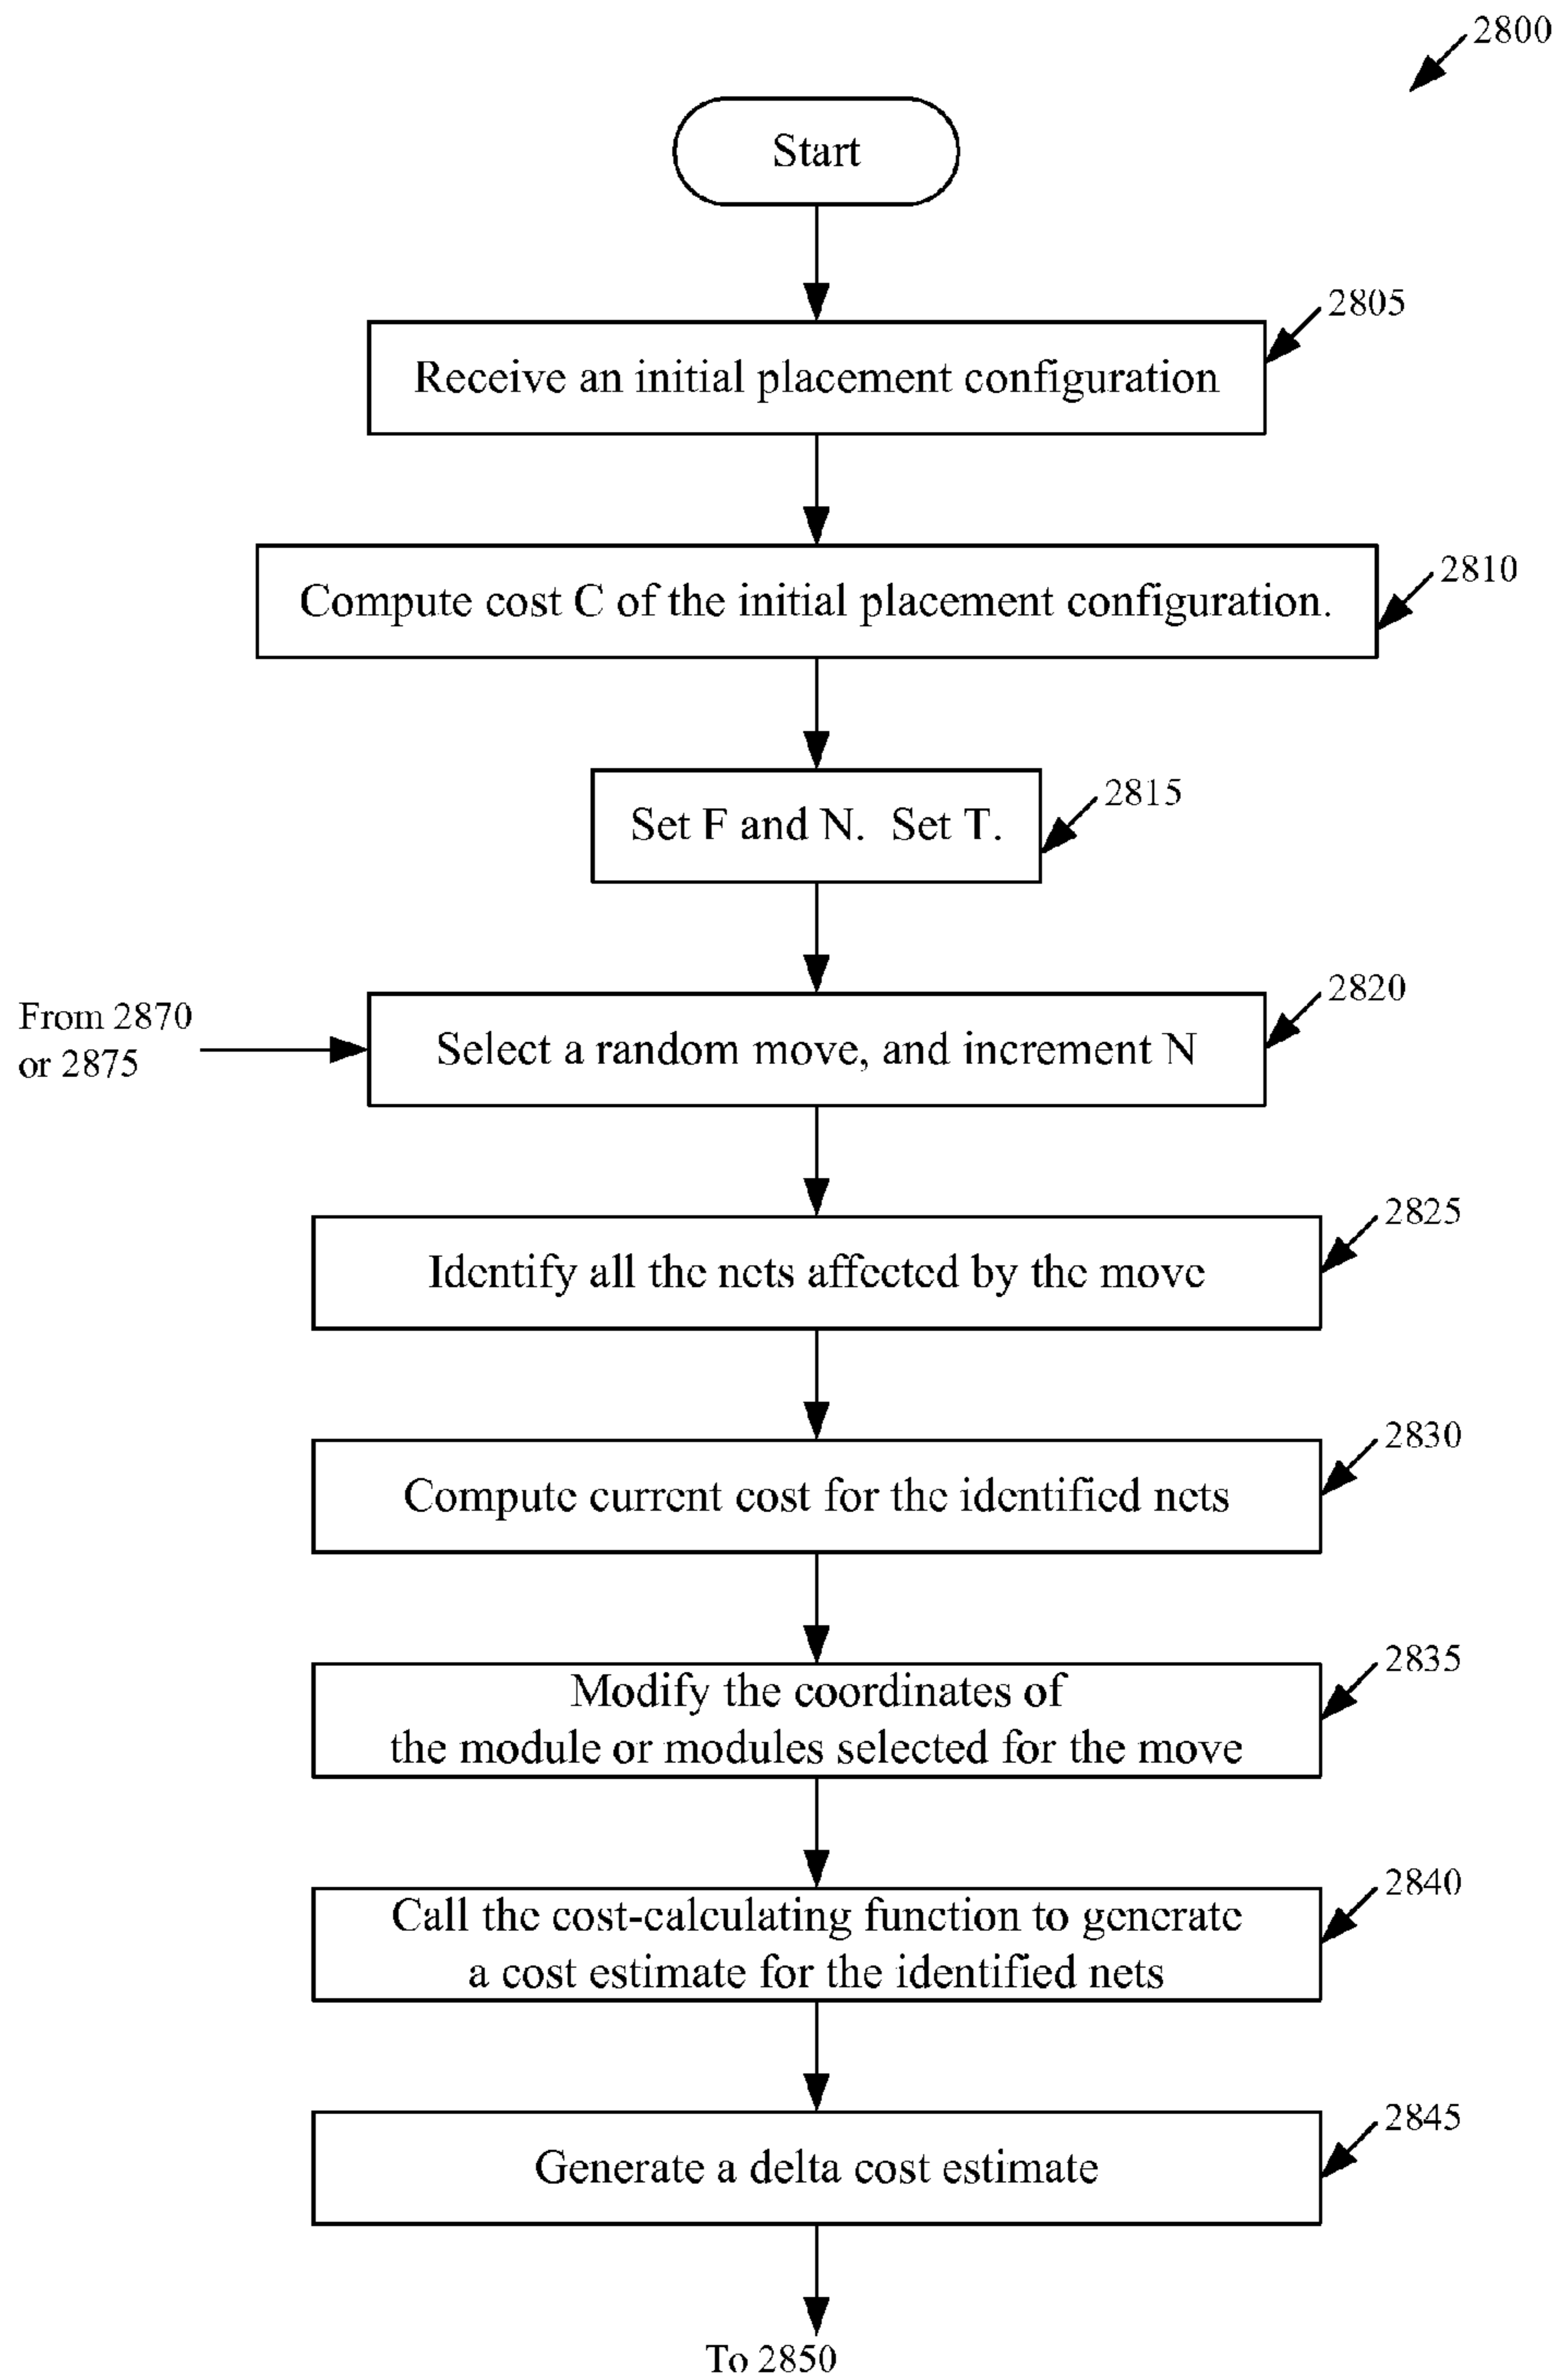 2800
Start
2805
Receive an initial placement configuration
2810
Compute cost C of the initial placement configuration.
2815
Set F and N.  Set T.
2820
From 2870
or 2875
Select a random move, and increment N
2825
Identify all the nets affected by the move
2830
Compute current cost for the identified nets
2835
Modify the coordinates of
the module or modules selected for the move
2840
Call the cost-calculating function to generate
a cost estimate for the identified nets
2845
Generate a delta cost estimate
To 2850